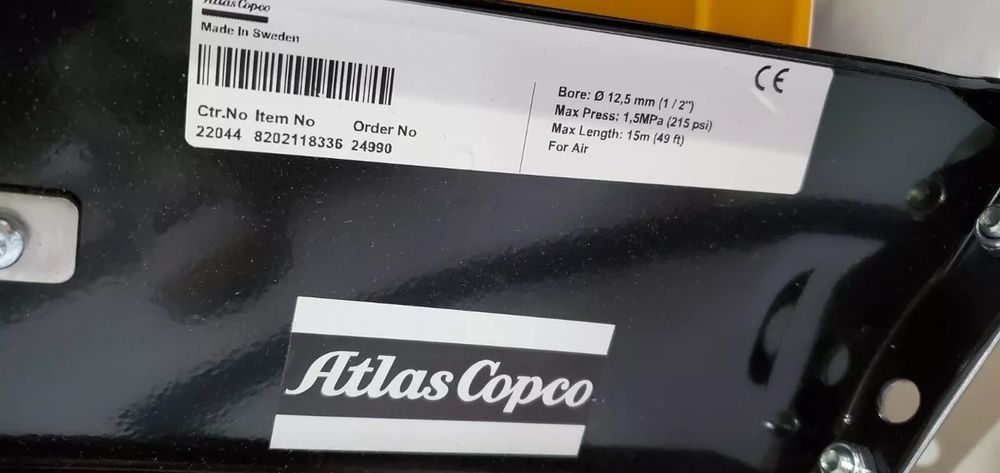 Atlas Copco
Made In Sweden
Ctr.No Item No Order No
22044 8202118336 24990
CE
Bore: Ø 12,5 mm (1 / 2")
Max Press: 1,5MPa (215 psi)
Max Length: 15m (49 ft)
For Air
Atlas Copco